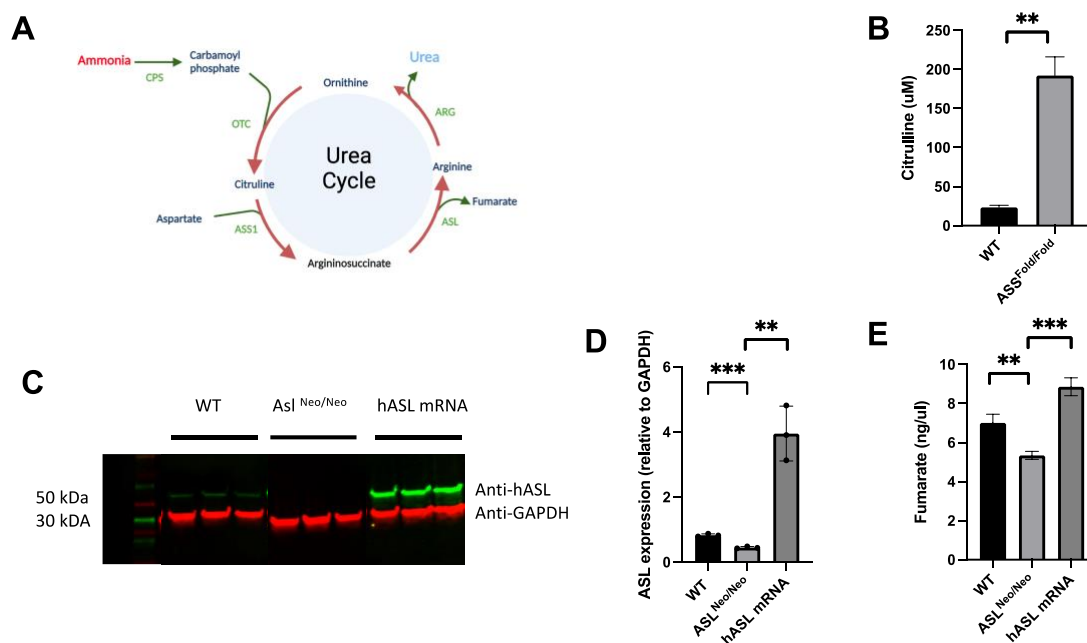 A
Ammonia
CPS
Carbamoyl
phosphate
Ornithine
Urea
OTC
ARG
Urea
Cycle
Citruline
Arginine
Aspartate
Fumarate
ASS1
ASL
Argininosuccinate
B
**
Citrulline (uM)
250
200
150
100
50
0
WT
ASS^Fold/Fold
C
WT
Asl ^Neo/Neo
hASL mRNA
50 kDa
30 kDA
Anti-hASL
Anti-GAPDH
D
**
***
ASL expression (relative to GAPDH)
6
4
2
0
WT
ASL ^Neo/Neo
hASL mRNA
E
***
**
Fumarate (ng/ul)
10
8
6
4
2
0
WT
ASL ^Neo/Neo
hASL mRNA